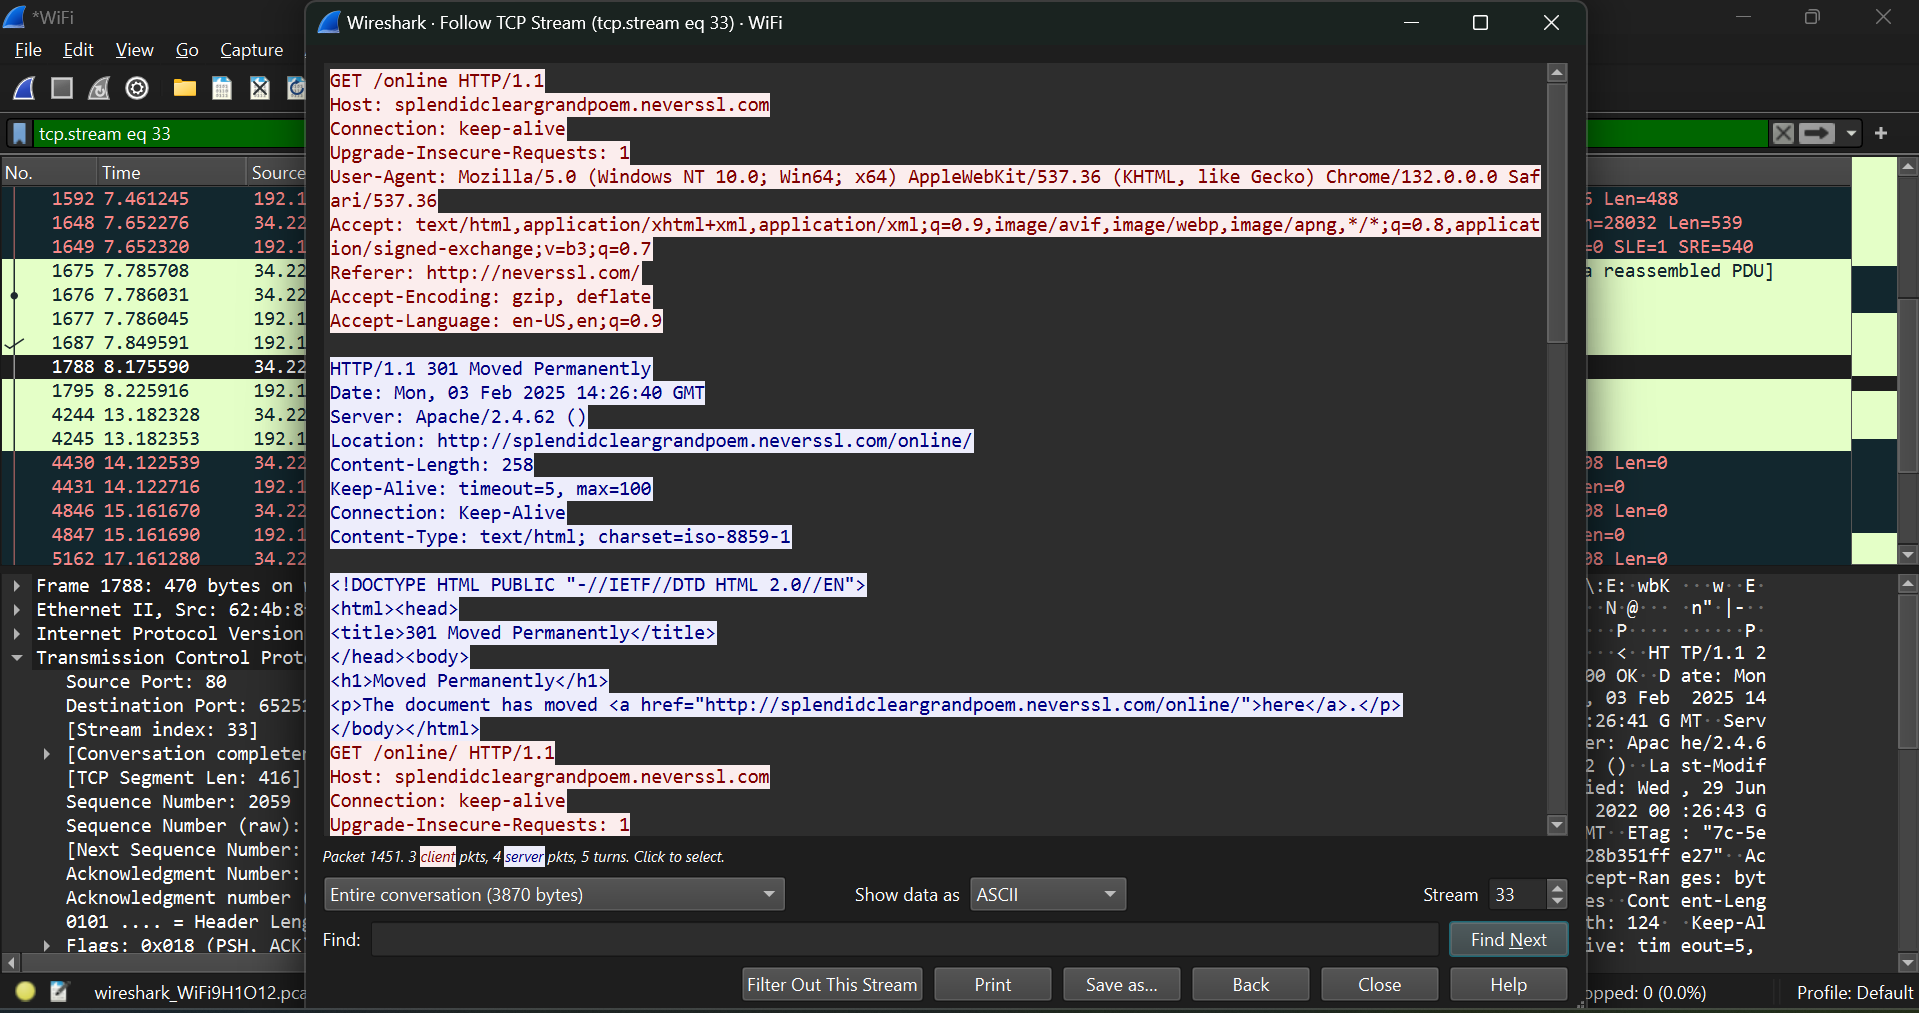 *WiFi
File Edit View Go Capture
tcp.stream eq 33
No. Time Source
1592 7.461245 192.1
1648 7.652276 34.22
1649 7.652320 192.1
1675 7.785708 34.22
1676 7.786031 34.22
1677 7.786045 192.1
1687 7.849591 192.1
1788 8.175590 34.22
1795 8.225916 192.1
4244 13.182328 34.22
4245 13.182353 192.1
4430 14.122539 34.22
4431 14.122716 192.1
4846 15.161670 34.22
4847 15.161690 192.1
5162 17.161280 34.22
Frame 1788: 470 bytes on
Ethernet II, Src: 62:4b:8
Internet Protocol Version
Transmission Control Prot
Source Port: 80
Destination Port: 65251
[Stream index: 33]
[Conversation completen
[TCP Segment Len: 416]
Sequence Number: 2059
Sequence Number (raw):
[Next Sequence Number:
Acknowledgment Number:
Acknowledgment number
0101 .... = Header Leng
Flags: 0x018 (PSH, ACK
wireshark_WiFi9H1O12.pca
Wireshark · Follow TCP Stream (tcp.stream eq 33) · WiFi
GET /online HTTP/1.1
Host: splendidcleargrandpoem.neverssl.com
Connection: keep-alive
Upgrade-Insecure-Requests: 1
User-Agent: Mozilla/5.0 (Windows NT 10.0; Win64; x64) AppleWebKit/537.36 (KHTML, like Gecko) Chrome/132.0.0.0 Saf
ari/537.36
Accept: text/html,application/xhtml+xml,application/xml;q=0.9,image/avif,image/webp,image/apng,*/*;q=0.8,applicat
ion/signed-exchange;v=b3;q=0.7
Referer: http://neverssl.com/
Accept-Encoding: gzip, deflate
Accept-Language: en-US,en;q=0.9
HTTP/1.1 301 Moved Permanently
Date: Mon, 03 Feb 2025 14:26:40 GMT
Server: Apache/2.4.62 ()
Location: http://splendidcleargrandpoem.neverssl.com/online/
Content-Length: 258
Keep-Alive: timeout=5, max=100
Connection: Keep-Alive
Content-Type: text/html; charset=iso-8859-1
<!DOCTYPE HTML PUBLIC "-//IETF//DTD HTML 2.0//EN">
<html><head>
<title>301 Moved Permanently</title>
</head><body>
<h1>Moved Permanently</h1>
<p>The document has moved <a href="http://splendidcleargrandpoem.neverssl.com/online/">here</a>.</p>
</body></html>
GET /online/ HTTP/1.1
Host: splendidcleargrandpoem.neverssl.com
Connection: keep-alive
Upgrade-Insecure-Requests: 1
Packet 1451. 3 client pkts, 4 server pkts, 5 turns. Click to select.
Entire conversation (3870 bytes) Show data as ASCII Stream 33
Find: Find Next
Filter Out This Stream Print Save as... Back Close Help
Len=488
=28032 Len=539
=0 SLE=1 SRE=540
a reassembled PDU]
08 Len=0
en=0
08 Len=0
en=0
08 Len=0
\:E:·wbK ···w··E·
··N·@··· ·n"·|-··
···P···· ······P·
···<··HT TP/1.1 2
00 OK··D ate: Mon
, 03 Feb 2025 14
:26:41 G MT··Serv
er: Apac he/2.4.6
2 ()··La st-Modif
ied: Wed , 29 Jun
2022 00 :26:43 G
MT··ETag : "7c-5e
28b351ff e27"··Ac
cept-Ran ges: byt
es··Cont ent-Leng
th: 124· ·Keep-Al
ive: tim eout=5,
opped: 0 (0.0%) Profile: Default